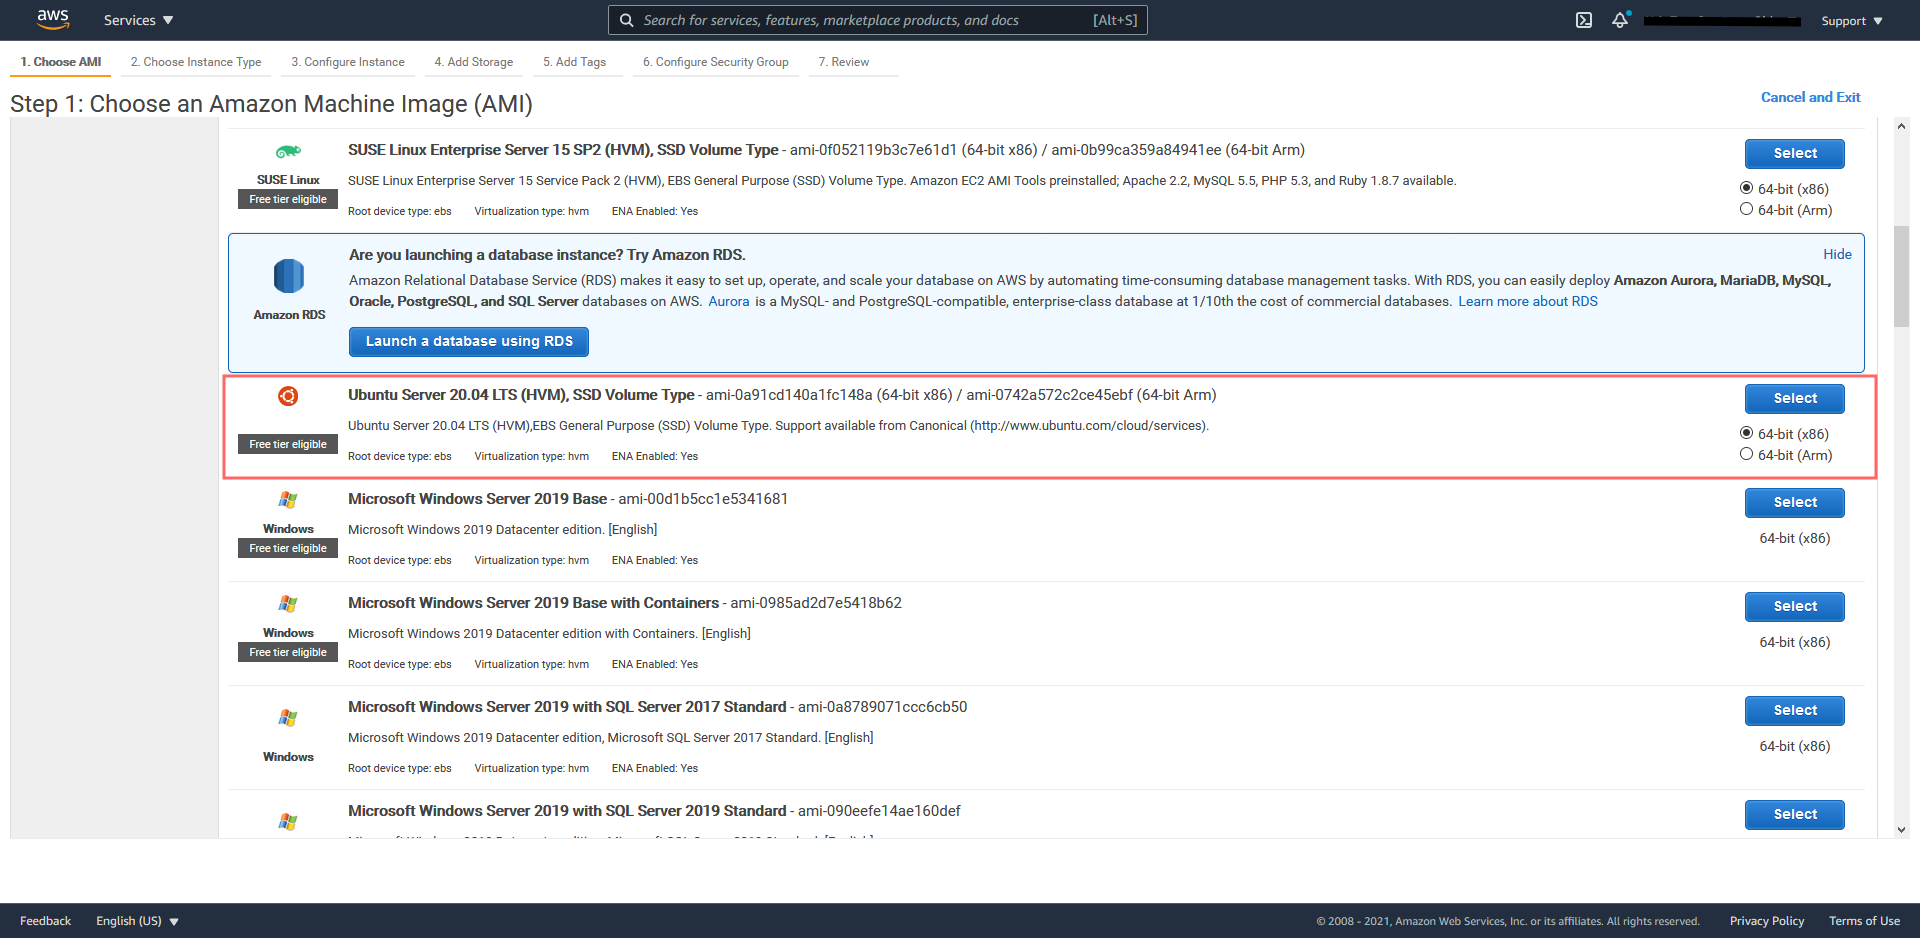 aws
Services
Search for services, features, marketplace products, and docs [Alt+S]
Support
1. Choose AMI 2. Choose Instance Type 3. Configure Instance 4. Add Storage 5. Add Tags 6. Configure Security Group 7. Review
Step 1: Choose an Amazon Machine Image (AMI)
Cancel and Exit
SUSE Linux
Free tier eligible
SUSE Linux Enterprise Server 15 SP2 (HVM), SSD Volume Type - ami-0f052119b3c7e61d1 (64-bit x86) / ami-0b99ca359a84941ee (64-bit Arm)
SUSE Linux Enterprise Server 15 Service Pack 2 (HVM), EBS General Purpose (SSD) Volume Type. Amazon EC2 AMI Tools preinstalled; Apache 2.2, MySQL 5.5, PHP 5.3, and Ruby 1.8.7 available.
Root device type: ebs Virtualization type: hvm ENA Enabled: Yes
Select
64-bit (x86)
64-bit (Arm)
Amazon RDS
Are you launching a database instance? Try Amazon RDS.
Hide
Amazon Relational Database Service (RDS) makes it easy to set up, operate, and scale your database on AWS by automating time-consuming database management tasks. With RDS, you can easily deploy Amazon Aurora, MariaDB, MySQL,
Oracle, PostgreSQL, and SQL Server databases on AWS. Aurora is a MySQL- and PostgreSQL-compatible, enterprise-class database at 1/10th the cost of commercial databases. Learn more about RDS
Launch a database using RDS
Free tier eligible
Ubuntu Server 20.04 LTS (HVM), SSD Volume Type - ami-0a91cd140a1fc148a (64-bit x86) / ami-0742a572c2ce45ebf (64-bit Arm)
Ubuntu Server 20.04 LTS (HVM),EBS General Purpose (SSD) Volume Type. Support available from Canonical (http://www.ubuntu.com/cloud/services).
Root device type: ebs Virtualization type: hvm ENA Enabled: Yes
Select
64-bit (x86)
64-bit (Arm)
Windows
Free tier eligible
Microsoft Windows Server 2019 Base - ami-00d1b5cc1e5341681
Microsoft Windows 2019 Datacenter edition. [English]
Root device type: ebs Virtualization type: hvm ENA Enabled: Yes
Select
64-bit (x86)
Windows
Free tier eligible
Microsoft Windows Server 2019 Base with Containers - ami-0985ad2d7e5418b62
Microsoft Windows 2019 Datacenter edition with Containers. [English]
Root device type: ebs Virtualization type: hvm ENA Enabled: Yes
Select
64-bit (x86)
Windows
Microsoft Windows Server 2019 with SQL Server 2017 Standard - ami-0a8789071ccc6cb50
Microsoft Windows 2019 Datacenter edition, Microsoft SQL Server 2017 Standard. [English]
Root device type: ebs Virtualization type: hvm ENA Enabled: Yes
Select
64-bit (x86)
Microsoft Windows Server 2019 with SQL Server 2019 Standard - ami-090eefe14ae160def
Select
Feedback English (US)
© 2008 - 2021, Amazon Web Services, Inc. or its affiliates. All rights reserved. Privacy Policy Terms of Use